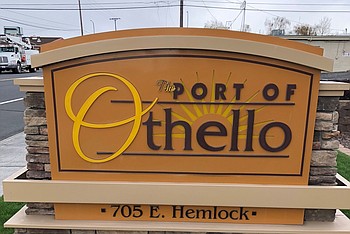 The PORT OF
Othello
705 E. Hemlock